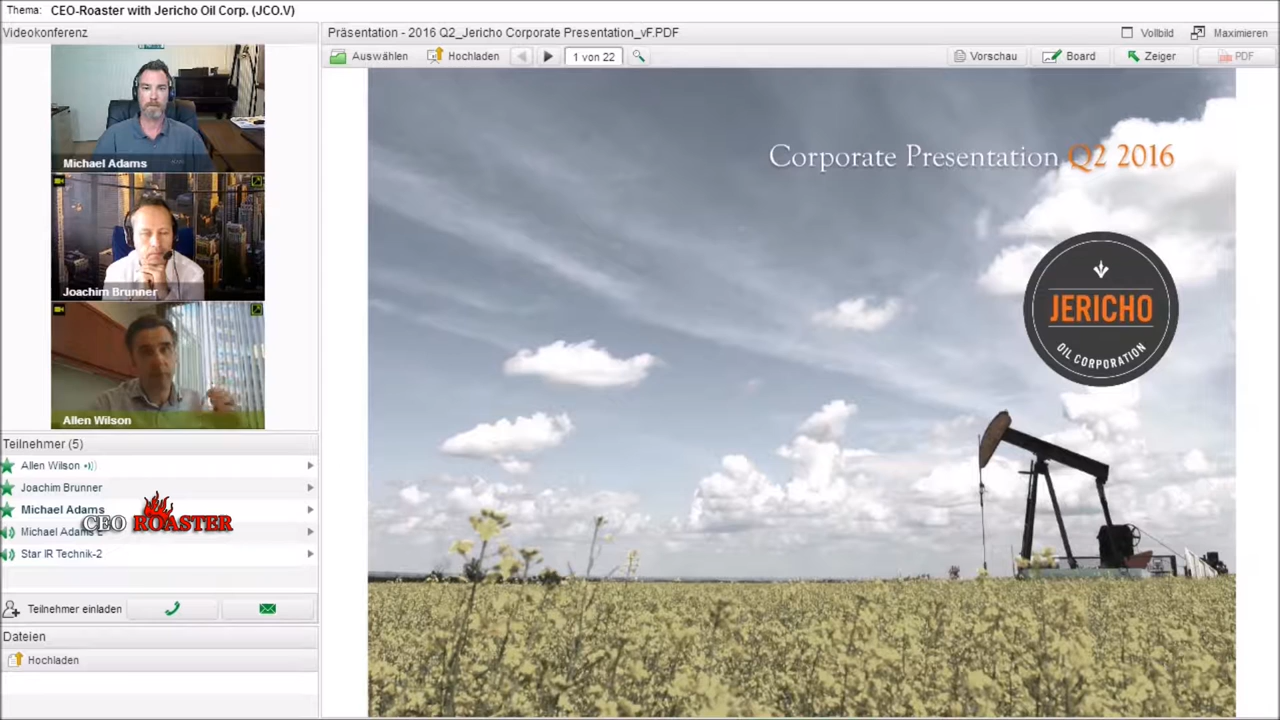 Thema: CEO-Roaster with Jericho Oil Corp. (JCO.V)
Videokonferenz
Michael Adams
Joachim Brunner
Allen Wilson
Teilnehmer (5)
Allen Wilson
Joachim Brunner
Michael Adams
Michael Adams
Star IR Technik-2
CEO ROASTER
Teilnehmer einladen
Dateien
Hochladen
Präsentation - 2016 Q2_Jericho Corporate Presentation_vF.PDF
Vollbild Maximieren
Auswählen Hochladen 1 von 22 Vorschau Board Zeiger PDF
Corporate Presentation Q2 2016
JERICHO
OIL CORPORATION